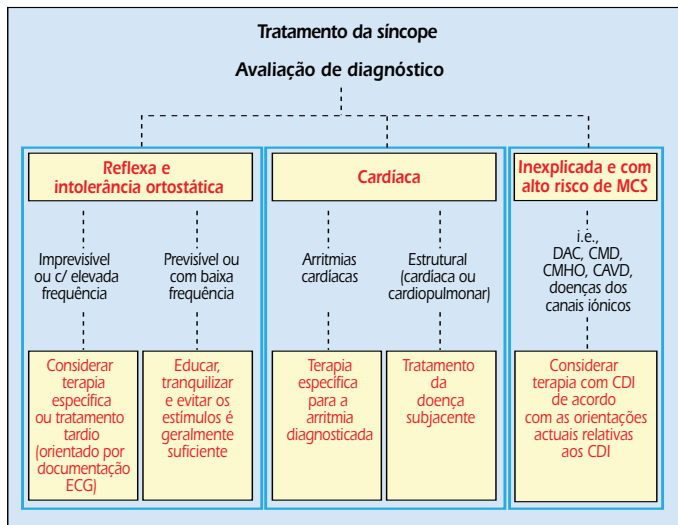 Tratamento da síncope
Avaliação de diagnóstico
Reflexa e
intolerância ortostática
Imprevisível
ou c/ elevada
frequência
Previsível ou
com baixa
frequência
Considerar
terapia
específica
ou tratamento
tardio
(orientado por
documentação
ECG)
Educar,
tranquilizar
e evitar os
estímulos é
geralmente
suficiente
Cardíaca
Arritmias
cardíacas
Estrutural
(cardíaca ou
cardiopulmonar)
Terapia
específica
para a
arritmia
diagnosticada
Tratamento
da
doença
subjacente
Inexplicada e com
alto risco de MCS
i.e.,
DAC, CMD,
CMHO, CAVD,
doenças dos
canais iónicos
Considerar
terapia com CDI
de acordo
com as orientações
actuais relativas
aos CDI